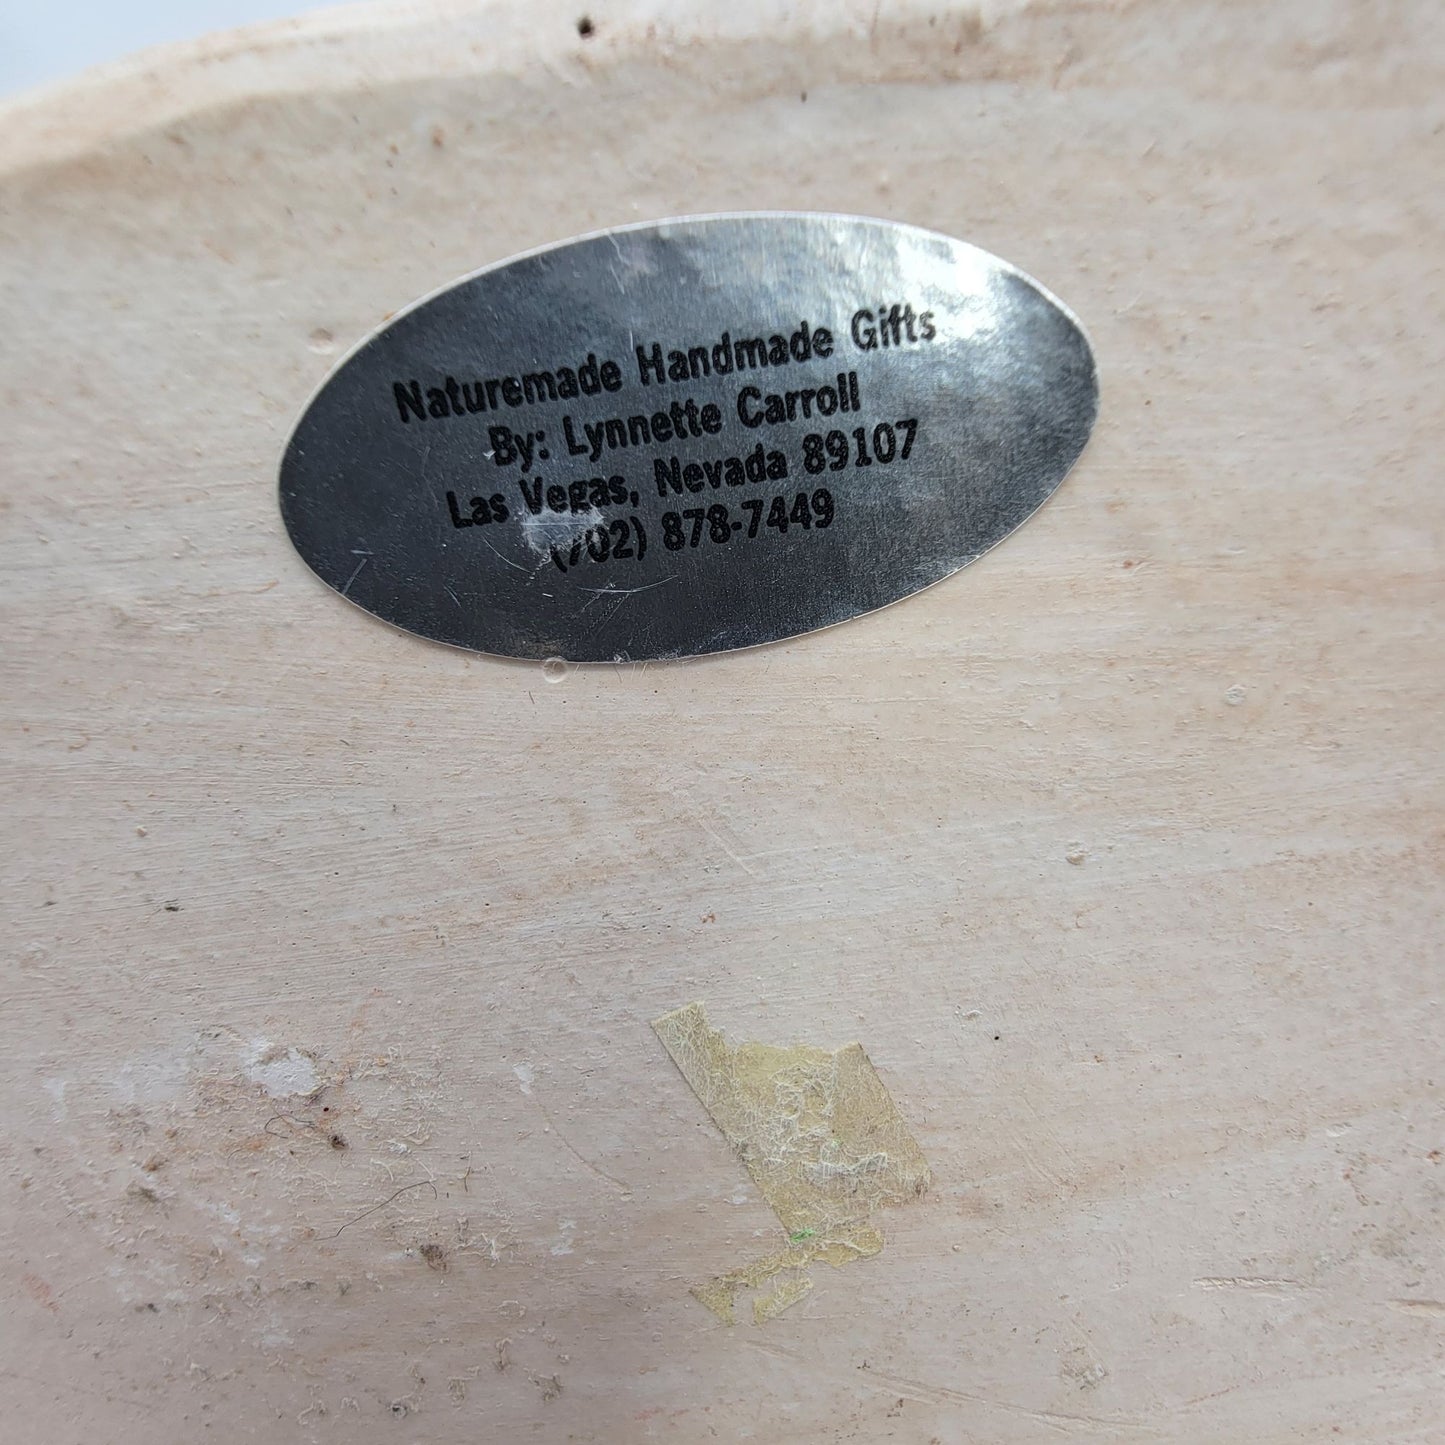 Naturemade Handmade Gifts
By: Lynnette Carroll
Las Vegas, Nevada 89107
(702) 878-7449